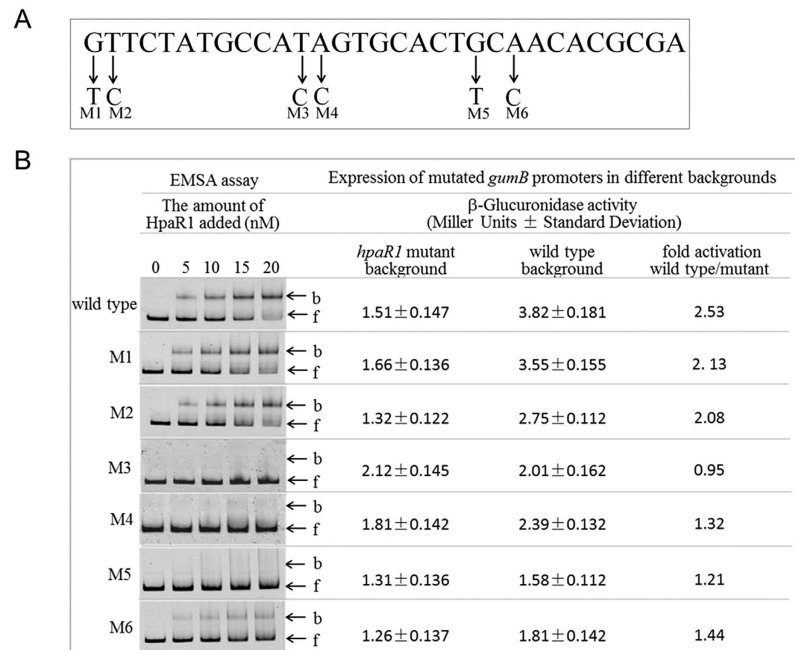 A
GTTCTATGCCATAGTGCACTGCAACACGCGA
T C C C T C
M1 M2 M3 M4 M5 M6
B
EMSA assay Expression of mutated gumB promoters in different backgrounds
The amount of HpaR1 added (nM) β-Glucuronidase activity (Miller Units ± Standard Deviation)
0 5 10 15 20 hpaR1 mutant background wild type background fold activation wild type/mutant
wild type b f 1.51±0.147 3.82±0.181 2.53
M1 b f 1.66±0.136 3.55±0.155 2. 13
M2 b f 1.32±0.122 2.75±0.112 2.08
M3 b f 2.12±0.145 2.01±0.162 0.95
M4 b f 1.81±0.142 2.39±0.132 1.32
M5 b f 1.31±0.136 1.58±0.112 1.21
M6 b f 1.26±0.137 1.81±0.142 1.44